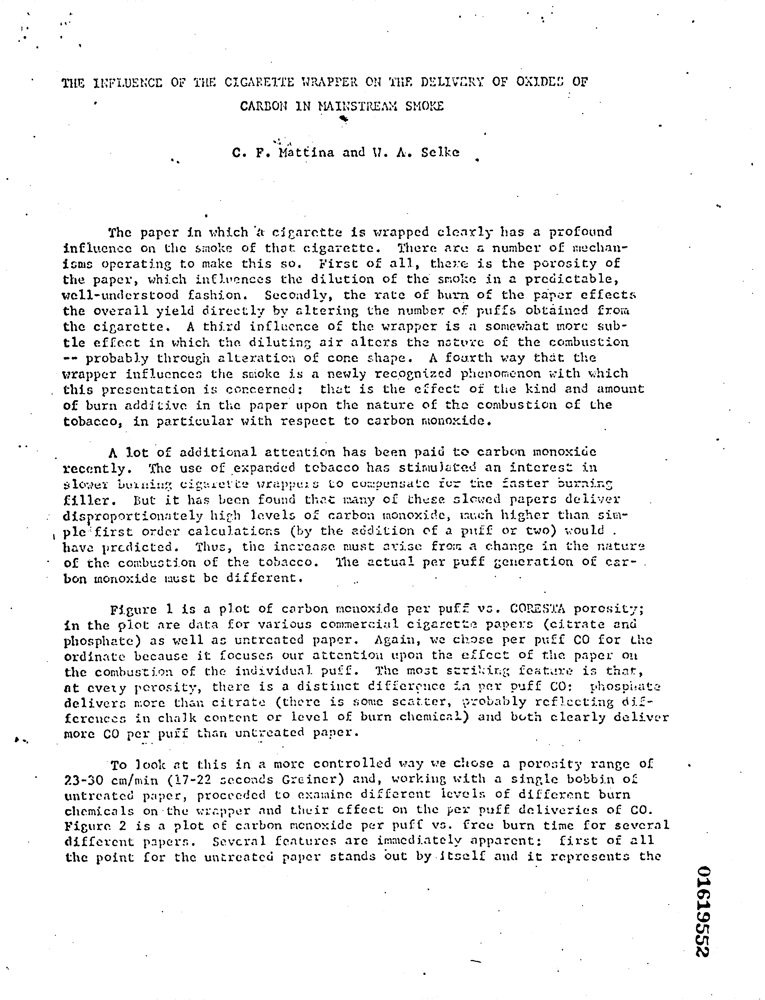 THE INFLUENCE OF THE CIGARETTE WRAPPER ON THE DELIVERY OF OXIDES OF
CARBON IN MAINSTREAM SMOKE
C. F. Mattina and W. A. Selke
The paper in which a cigarette is wrapped clearly has a profound
influence on the smoke of that cigarette. There are a number of mechan-
isms operating to make this so. First of all, there is the porosity of
the paper, which influences the dilution of the smoke in a predictable,
well-understood fashion. Secondly, the rate of burn of the paper effects
the overall yield directly by altering the number of puffs obtained from
the cigarette. A third influence of the wrapper is a somewhat more sub-
tle effect in which the diluting air alters the nature of the combustion
-- probably through alteration of cone shape. A fourth way that the
wrapper influences the smoke is a newly recognized phenomenon with which
this presentation is concerned: that is the effect of the kind and amount
of burn additive in the paper upon the nature of the combustion of the
tobacco, in particular with respect to carbon monoxide.
A lot of additional attention has been paid to carbon monoxide
recently. The use of expanded tobacco has stimulated an interest in
slower burning cigarette wrappers to compensate for the faster burning
filler. But it has been found that many of these slowed papers deliver
disproportionately high levels of carbon monoxide, much higher than sim-
ple first order calculations (by the addition of a puff or two) would
have predicted. Thus, the increase must arise from a change in the nature
of the combustion of the tobacco. The actual per puff generation of car-
bon monoxide must be different.
Figure 1 is a plot of carbon monoxide per puff vs. CORESTA porosity;
in the plot are data for various commercial cigarette papers (citrate and
phosphate) as well as untreated paper. Again, we chose per puff CO for the
ordinate because it focuses our attention upon the effect of the paper on
the combustion of the individual puff. The most striking feature is that,
at every porosity, there is a distinct difference in per puff CO: phosphate
delivers more than citrate (there is some scatter, probably reflecting dif-
ferences in chalk content or level of burn chemical) and both clearly deliver
more CO per puff than untreated paper.
To look at this in a more controlled way we chose a porosity range of
23-30 cm/min (17-22 seconds Greiner) and, working with a single bobbin of
untreated paper, proceeded to examine different levels of different burn
chemicals on the wrapper and their effect on the per puff deliveries of CO.
Figure 2 is a plot of carbon monoxide per puff vs. free burn time for several
different papers. Several features are immediately apparent: first of all
the point for the untreated paper stands out by itself and it represents the
01619552